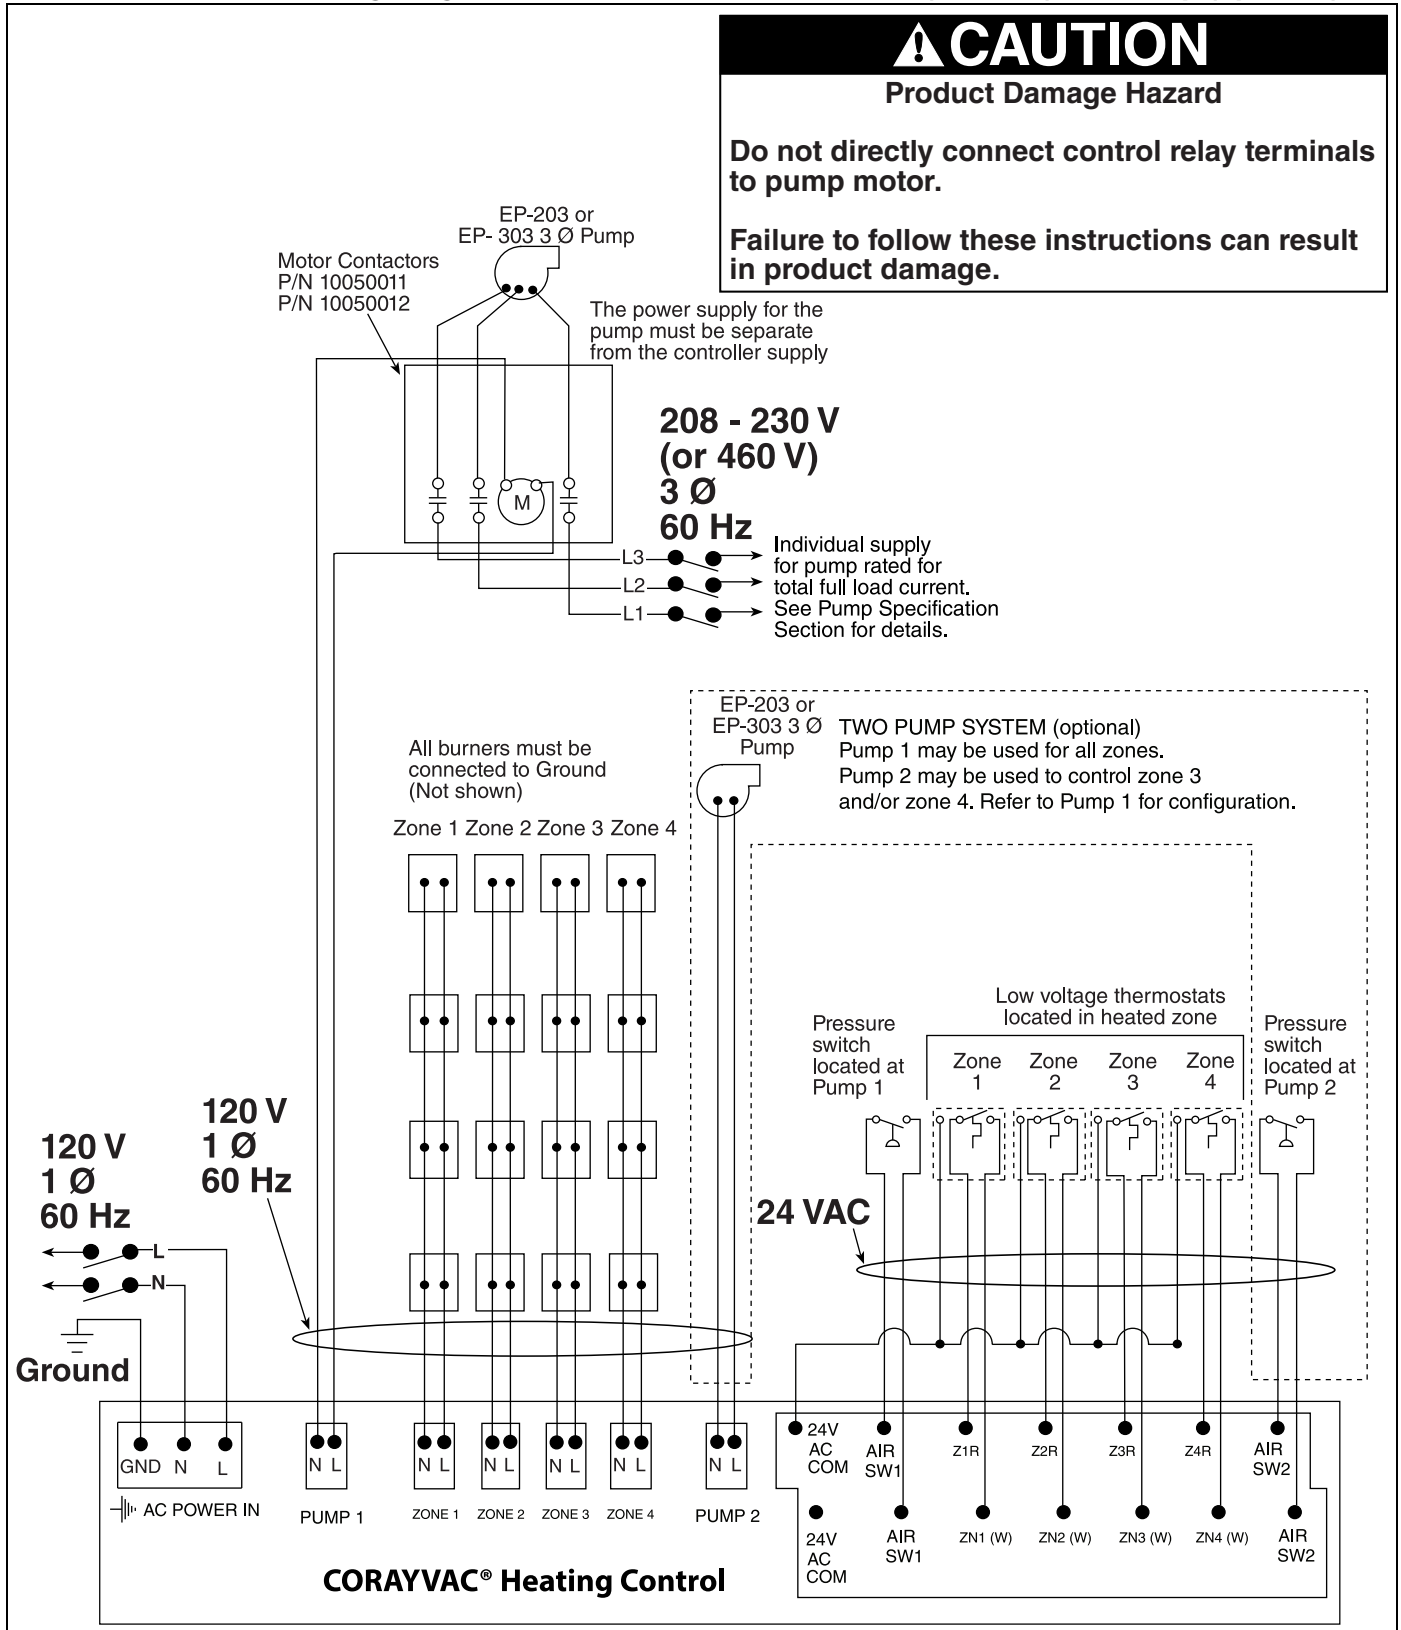 CAUTION
Product Damage Hazard
Do not directly connect control relay terminals
to pump motor.
Failure to follow these instructions can result
in product damage.
EP-203 or
EP- 303 3 Ø Pump
Motor Contactors
P/N 10050011
P/N 10050012
The power supply for the
pump must be separate
from the controller supply
208 - 230 V
(or 460 V)
3 Ø
60 Hz
M
L3
L2
L1
Individual supply
for pump rated for
total full load current.
See Pump Specification
Section for details.
EP-203 or
EP-303 3 Ø
Pump
TWO PUMP SYSTEM (optional)
Pump 1 may be used for all zones.
Pump 2 may be used to control zone 3
and/or zone 4. Refer to Pump 1 for configuration.
All burners must be
connected to Ground
(Not shown)
Zone 1 Zone 2 Zone 3 Zone 4
Low voltage thermostats
located in heated zone
Pressure
switch
located at
Pump 1
Zone
1
Zone
2
Zone
3
Zone
4
Pressure
switch
located at
Pump 2
120 V
1 Ø
60 Hz
120 V
1 Ø
60 Hz
24 VAC
L
N
Ground
GND N L
AC POWER IN
N L
PUMP 1
N L
ZONE 1
N L
ZONE 2
N L
ZONE 3
N L
ZONE 4
N L
PUMP 2
24V
AC
COM
AIR
SW1
Z1R
Z2R
Z3R
Z4R
AIR
SW2
24V
AC
COM
AIR
SW1
ZN1 (W)
ZN2 (W)
ZN3 (W)
ZN4 (W)
AIR
SW2
CORAYVAC® Heating Control